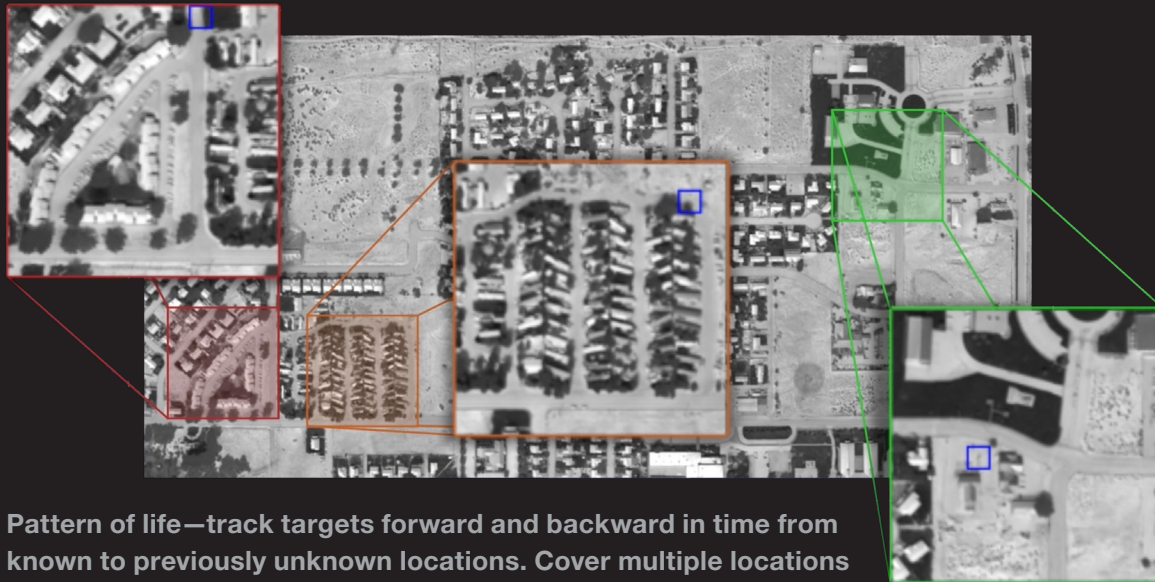 Pattern of life—track targets forward and backward in time from
known to previously unknown locations. Cover multiple locations